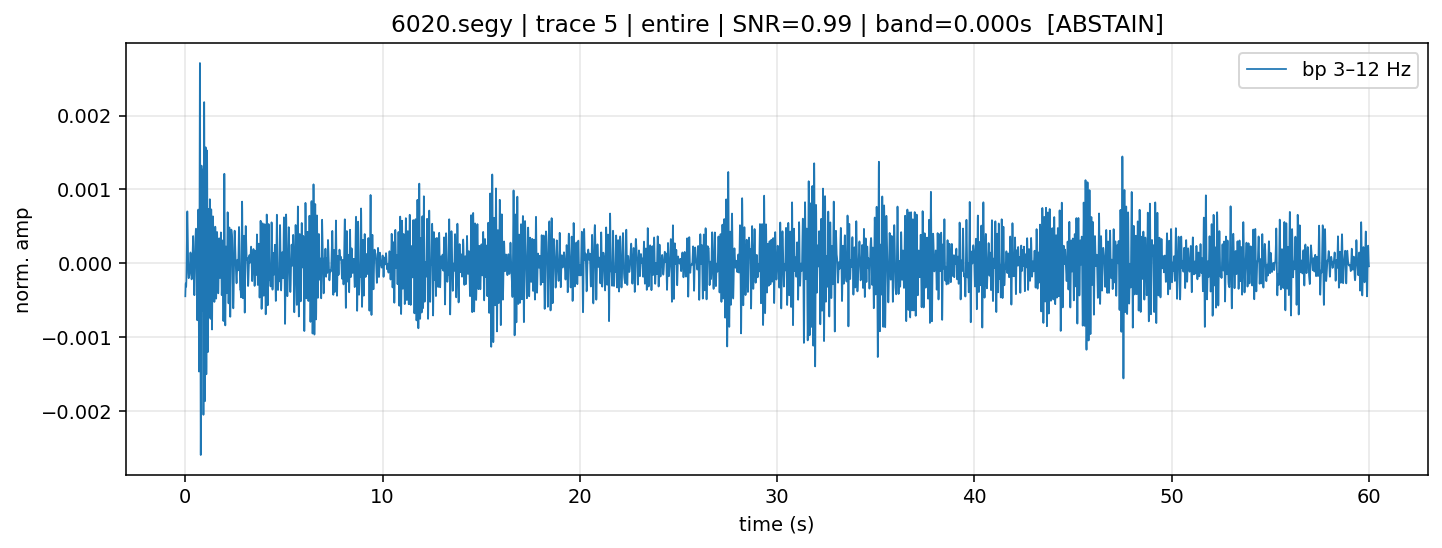 6020.segy | trace 5 | entire | SNR=0.99 | band=0.000s  [ABSTAIN]
bp 3–12 Hz
norm. amp
0.002
0.001
0.000
−0.001
−0.002
0 10 20 30 40 50 60
time (s)